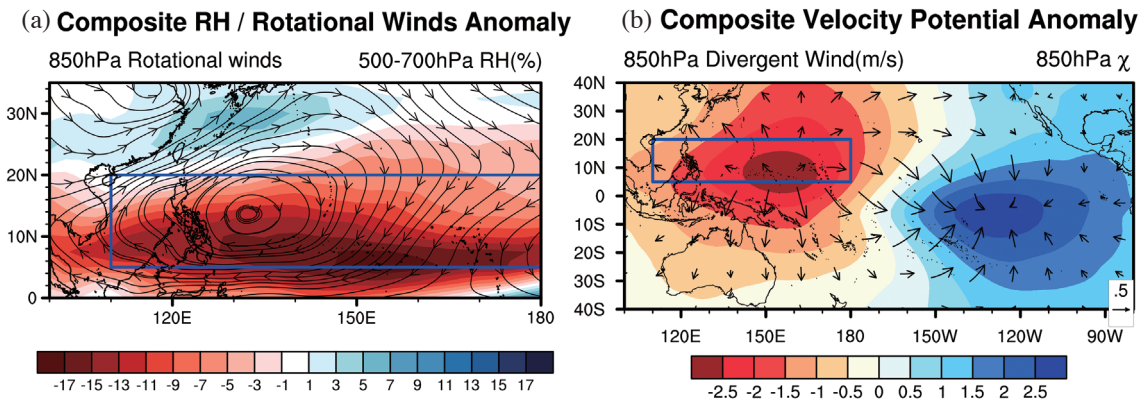 (a) Composite RH / Rotational Winds Anomaly
850hPa Rotational winds 500-700hPa RH(%)
30N
20N
10N
0
120E 150E 180
-17 -15 -13 -11 -9 -7 -5 -3 -1 1 3 5 7 9 11 13 15 17
(b) Composite Velocity Potential Anomaly
850hPa Divergent Wind(m/s) 850hPa χ
40N
30N
20N
10N
0
10S
20S
30S
40S
.5
120E 150E 180 150W 120W 90W
-2.5 -2 -1.5 -1 -0.5 0 0.5 1 1.5 2 2.5